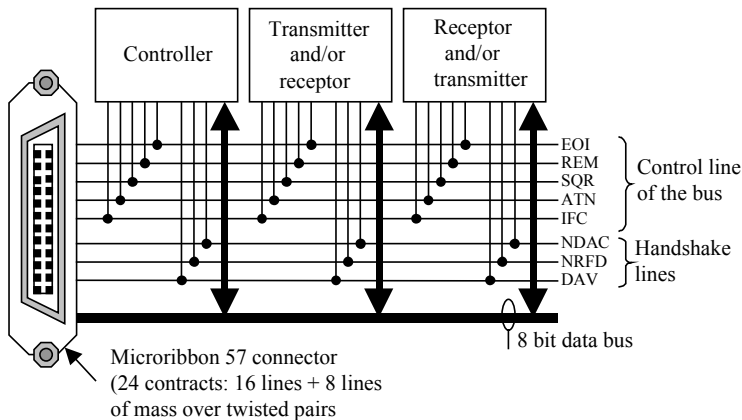 Controller
Transmitter
and/or
receptor
Receptor
and/or
transmitter
EOI
REM
SQR
ATN
IFC
Control line
of the bus
NDAC
NRFD
DAV
Handshake
lines
8 bit data bus
Microribbon 57 connector
(24 contracts: 16 lines + 8 lines
of mass over twisted pairs